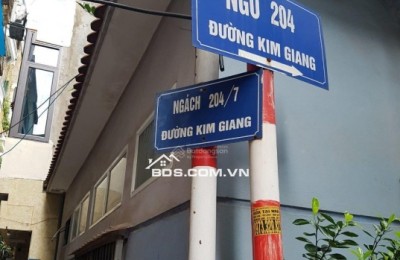 NGÕ 204
ĐƯỜNG KIM GIANG
NGÁCH 204/7
ĐƯỜNG KIM GIANG
BDS.COM.VN